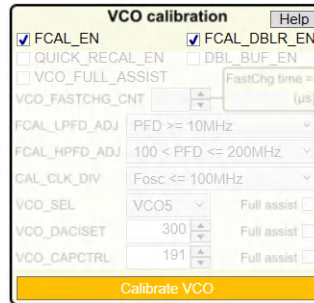 VCO calibration Help
FCAL_EN FCAL_DBLR_EN
QUICK_RECAL_EN DBL_BUF_EN
VCO_FULL_ASSIST FastChg time =
VCO_FASTCHG_CNT (µs)
FCAL_LPFD_ADJ PFD >= 10MHz
FCAL_HPFD_ADJ 100 < PFD <= 200MHz
CAL_CLK_DIV Fosc <= 100MHz
VCO_SEL VCO5 Full assist
VCO_DACISET 300 Full assist
VCO_CAPCTRL 191 Full assist
Calibrate VCO